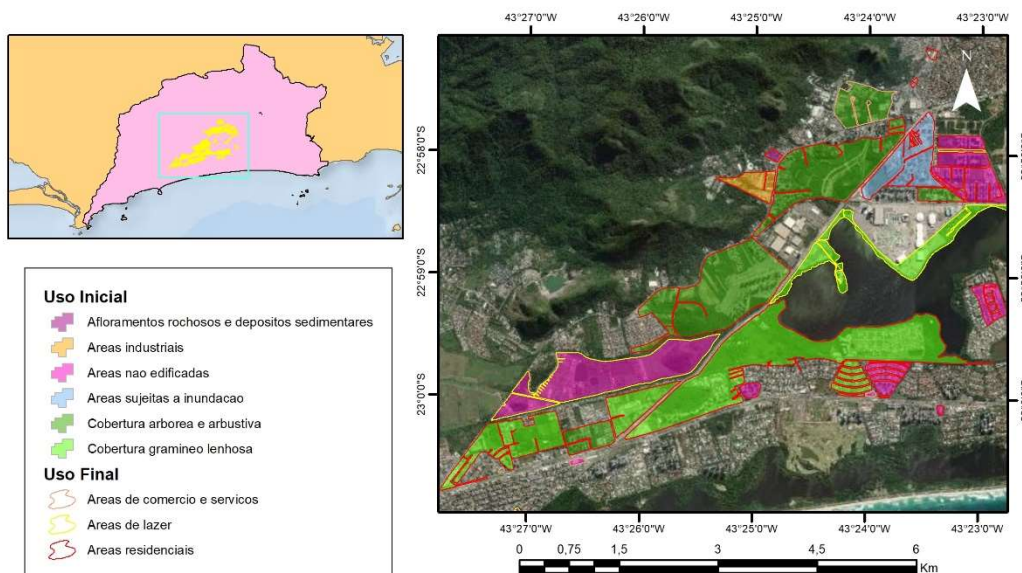 43°27'0"W 43°26'0"W 43°25'0"W 43°24'0"W 43°23'0"W
N
22°58'0"S
22°59'0"S
23°0'0"S
Uso Inicial
Afloramentos rochosos e depositos sedimentares
Areas industriais
Areas nao edificadas
Areas sujeitas a inundacao
Cobertura arborea e arbustiva
Cobertura gramineo lenhosa
Uso Final
Areas de comercio e servicos
Areas de lazer
Areas residenciais
43°27'0"W 43°26'0"W 43°25'0"W 43°24'0"W 43°23'0"W
0 0,75 1,5 3 4,5 6
Km